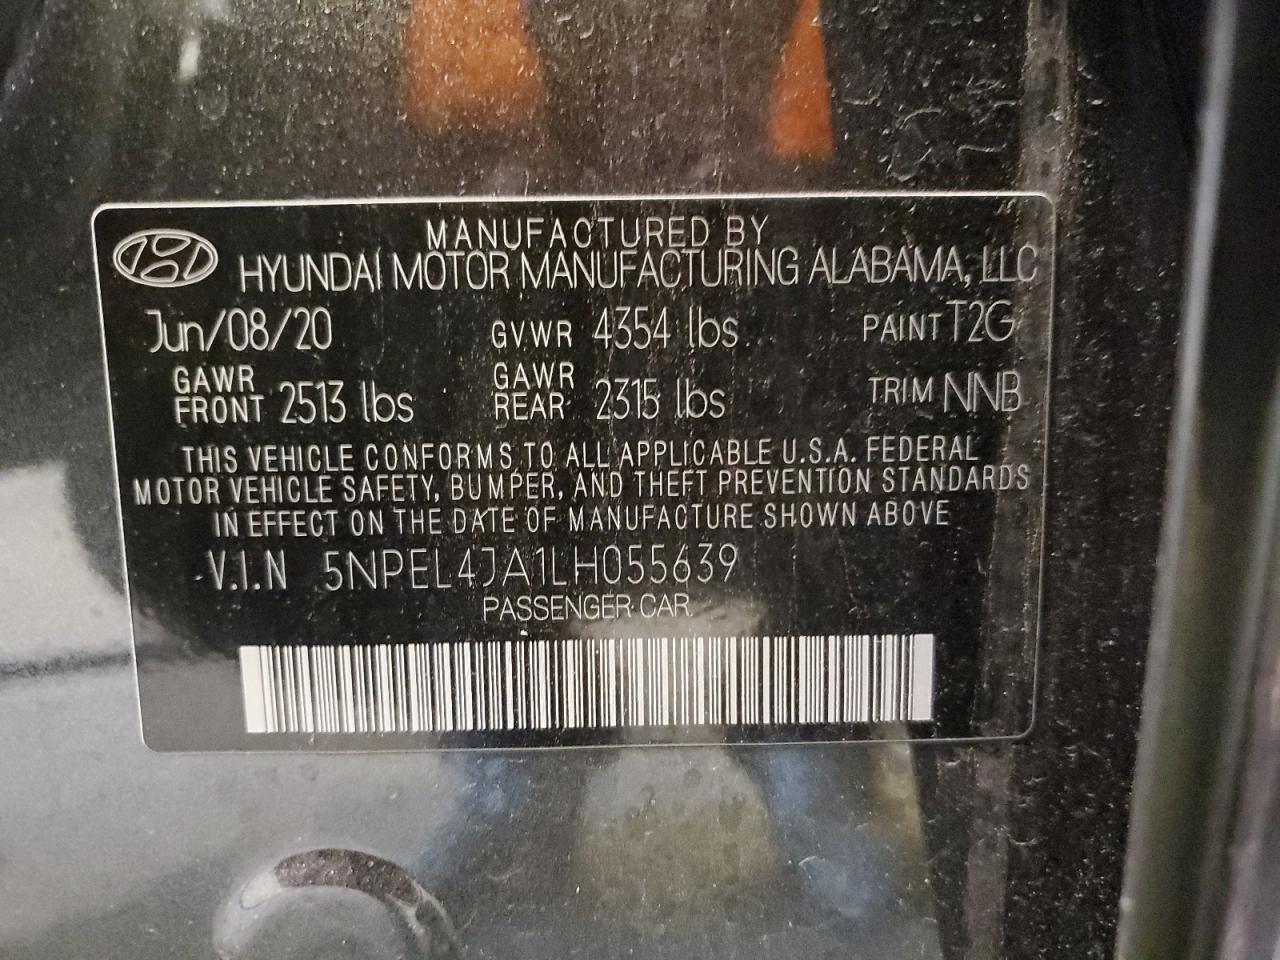 MANUFACTURED BY
HYUNDAI MOTOR MANUFACTURING ALABAMA, LLC
Jun/08/20 GVWR 4354 lbs PAINT T2G
GAWR FRONT 2513 lbs GAWR REAR 2315 lbs TRIM NNB
THIS VEHICLE CONFORMS TO ALL APPLICABLE U.S.A. FEDERAL
MOTOR VEHICLE SAFETY, BUMPER, AND THEFT PREVENTION STANDARDS
IN EFFECT ON THE DATE OF MANUFACTURE SHOWN ABOVE
V.I.N 5NPEL4JA1LH055639
PASSENGER CAR